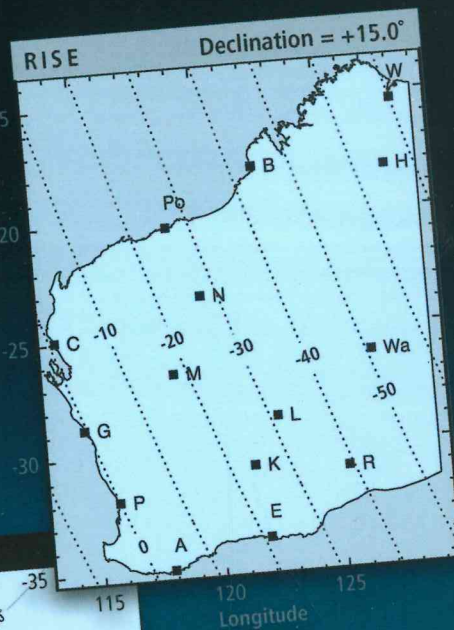 RISE
Declination = +15.0°
W
H
B
Po
20
N
C
-10
-20
-30
-40
Wa
-25
M
-50
L
G
K
R
-30
P
E
0
A
-35
115
120
125
Longitude